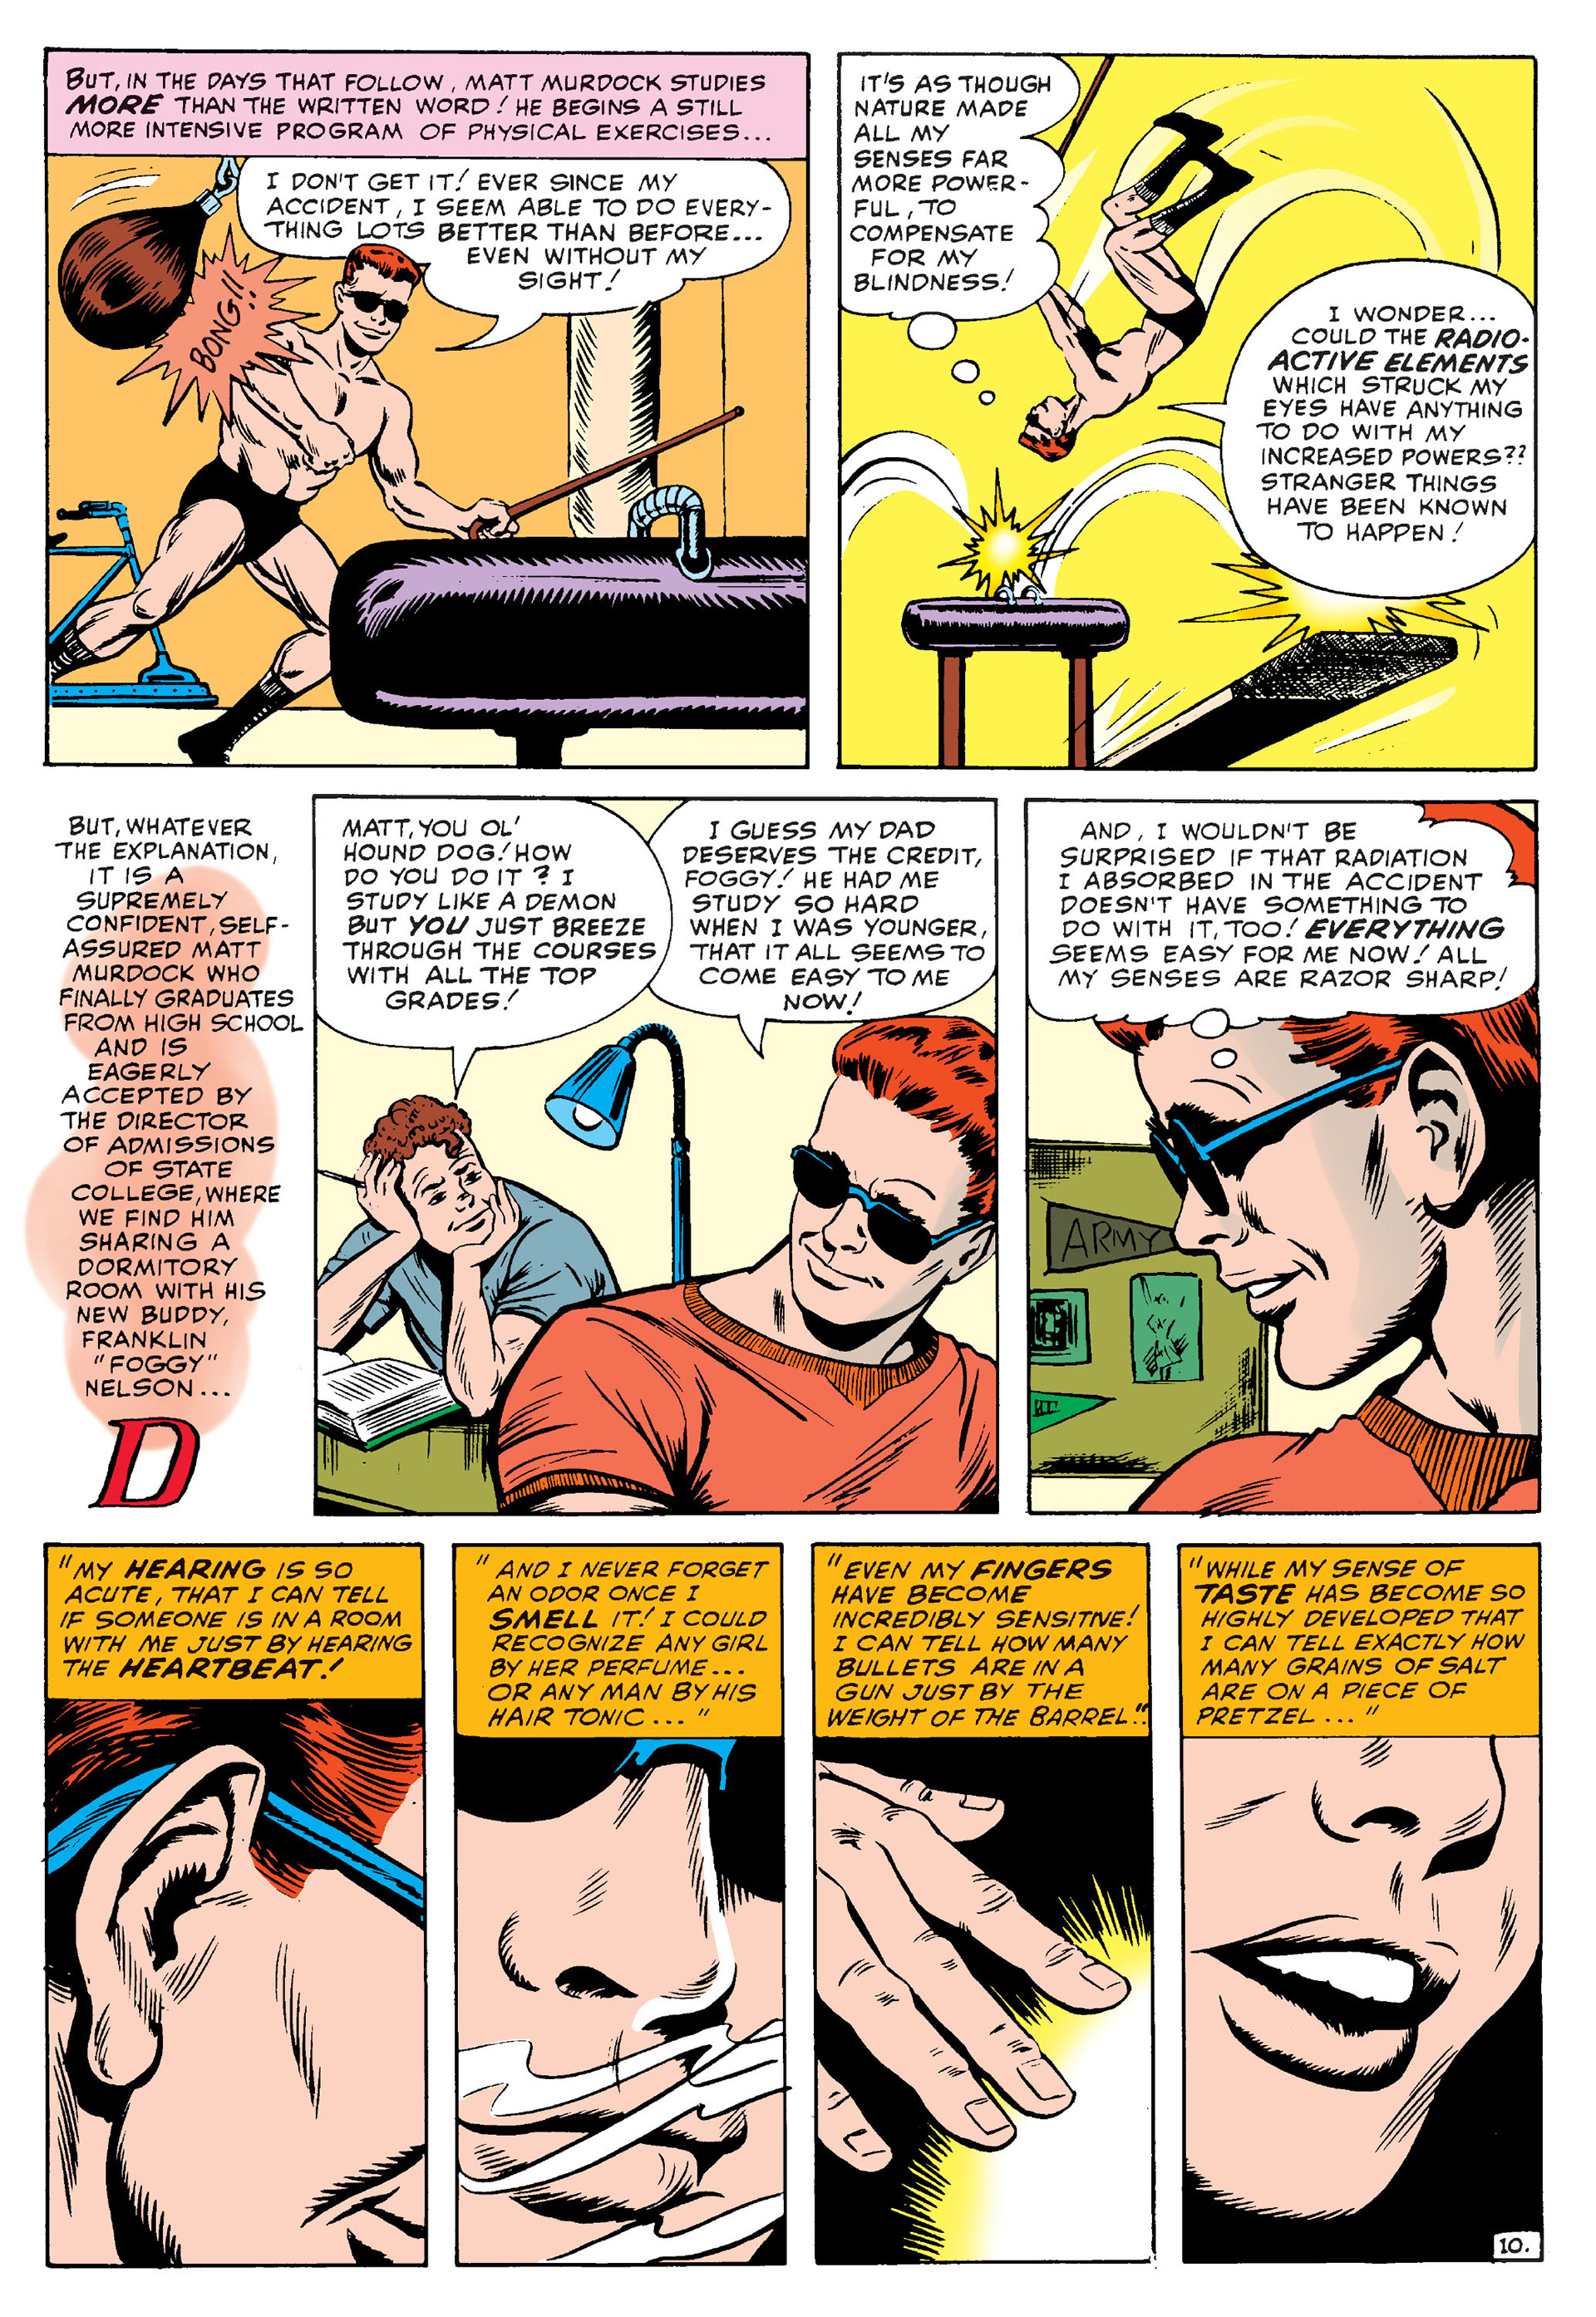 BUT, IN THE DAYS THAT FOLLOW, MATT MURDOCK STUDIES
MORE THAN THE WRITTEN WORD! HE BEGINS A STILL
MORE INTENSIVE PROGRAM OF PHYSICAL EXERCISES...
I DON'T GET IT! EVER SINCE MY
ACCIDENT, I SEEM ABLE TO DO EVERY-
THING LOTS BETTER THAN BEFORE...
EVEN WITHOUT MY
SIGHT!
BONG!!
IT'S AS THOUGH
NATURE MADE
ALL MY
SENSES FAR
MORE POWER-
FUL, TO
COMPENSATE
FOR MY
BLINDNESS!
I WONDER...
COULD THE RADIO-
ACTIVE ELEMENTS
WHICH STRUCK MY
EYES HAVE ANYTHING
TO DO WITH MY
INCREASED POWERS??
STRANGER THINGS
HAVE BEEN KNOWN
TO HAPPEN!
BUT, WHATEVER
THE EXPLANATION,
IT IS A
SUPREMELY
CONFIDENT, SELF-
ASSURED MATT
MURDOCK WHO
FINALLY GRADUATES
FROM HIGH SCHOOL
AND IS
EAGERLY
ACCEPTED BY
THE DIRECTOR
OF ADMISSIONS
OF STATE
COLLEGE, WHERE
WE FIND HIM
SHARING A
DORMITORY
ROOM WITH HIS
NEW BUDDY,
FRANKLIN
"FOGGY"
NELSON...
D
MATT, YOU OL'
HOUND DOG! HOW
DO YOU DO IT? I
STUDY LIKE A DEMON
BUT YOU JUST BREEZE
THROUGH THE COURSES
WITH ALL THE TOP
GRADES!
I GUESS MY DAD
DESERVES THE CREDIT,
FOGGY! HE HAD ME
STUDY SO HARD
WHEN I WAS YOUNGER,
THAT IT ALL SEEMS TO
COME EASY TO ME
NOW!
AND, I WOULDN'T BE
SURPRISED IF THAT RADIATION
I ABSORBED IN THE ACCIDENT
DOESN'T HAVE SOMETHING TO
DO WITH IT, TOO! EVERYTHING
SEEMS EASY FOR ME NOW! ALL
MY SENSES ARE RAZOR SHARP!
ARMY
"MY HEARING IS SO
ACUTE, THAT I CAN TELL
IF SOMEONE IS IN A ROOM
WITH ME JUST BY HEARING
THE HEARTBEAT!
"AND I NEVER FORGET
AN ODOR ONCE I
SMELL IT! I COULD
RECOGNIZE ANY GIRL
BY HER PERFUME...
OR ANY MAN BY HIS
HAIR TONIC..."
"EVEN MY FINGERS
HAVE BECOME
INCREDIBLY SENSITIVE!
I CAN TELL HOW MANY
BULLETS ARE IN A
GUN JUST BY THE
WEIGHT OF THE BARREL!"
"WHILE MY SENSE OF
TASTE HAS BECOME SO
HIGHLY DEVELOPED THAT
I CAN TELL EXACTLY HOW
MANY GRAINS OF SALT
ARE ON A PIECE OF
PRETZEL..."
10.